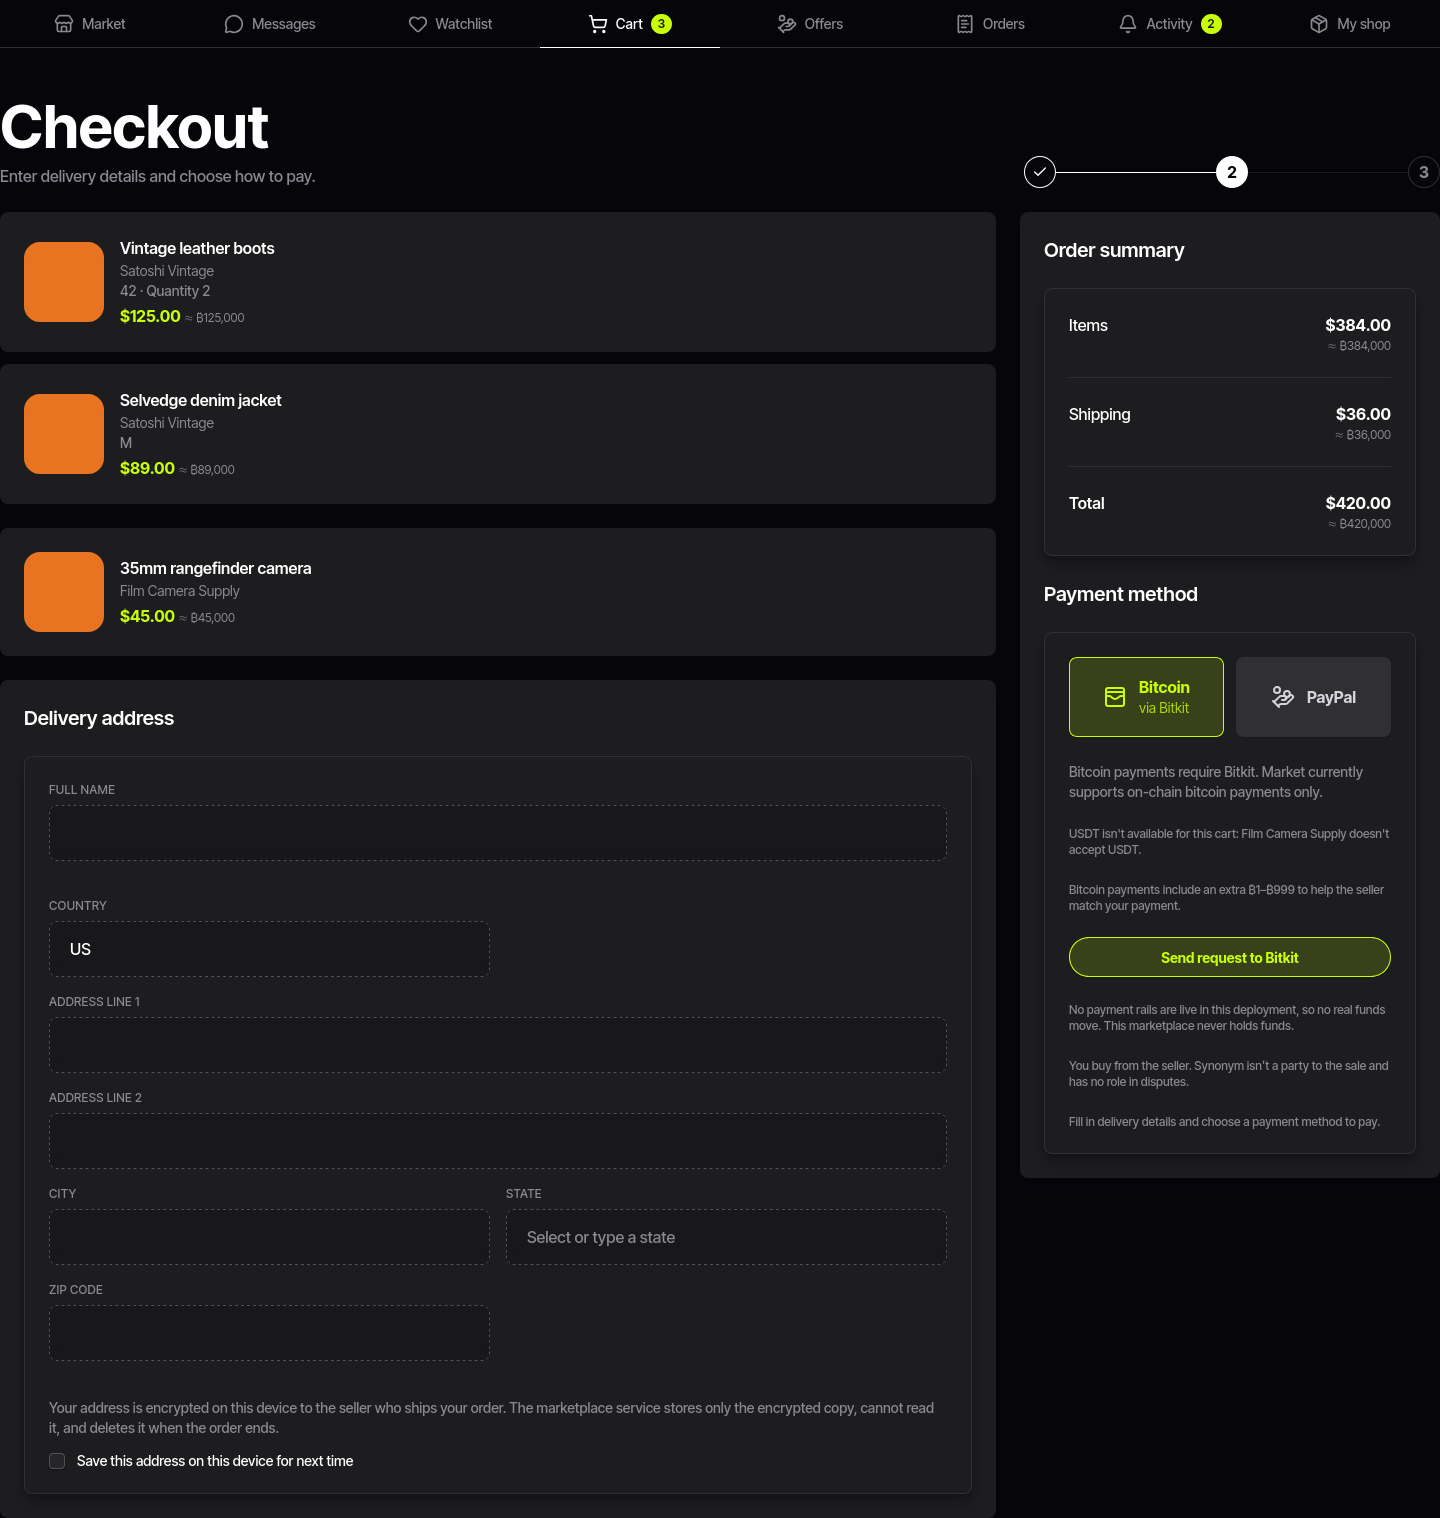 Market
Messages
Watchlist
Cart 3
Offers
Orders
Activity 2
My shop
Checkout
Enter delivery details and choose how to pay.
2
3
Vintage leather boots
Satoshi Vintage
42 · Quantity 2
$125.00 ≈ ₿125,000
Selvedge denim jacket
Satoshi Vintage
M
$89.00 ≈ ₿89,000
35mm rangefinder camera
Film Camera Supply
$45.00 ≈ ₿45,000
Delivery address
FULL NAME
COUNTRY
US
ADDRESS LINE 1
ADDRESS LINE 2
CITY
STATE
Select or type a state
ZIP CODE
Your address is encrypted on this device to the seller who ships your order. The marketplace service stores only the encrypted copy, cannot read
it, and deletes it when the order ends.
Save this address on this device for next time
Order summary
Items
$384.00
≈ ₿384,000
Shipping
$36.00
≈ ₿36,000
Total
$420.00
≈ ₿420,000
Payment method
Bitcoin
via Bitkit
PayPal
Bitcoin payments require Bitkit. Market currently
supports on-chain bitcoin payments only.
USDT isn't available for this cart: Film Camera Supply doesn't
accept USDT.
Bitcoin payments include an extra ₿1–₿999 to help the seller
match your payment.
Send request to Bitkit
No payment rails are live in this deployment, so no real funds
move. This marketplace never holds funds.
You buy from the seller. Synonym isn't a party to the sale and
has no role in disputes.
Fill in delivery details and choose a payment method to pay.